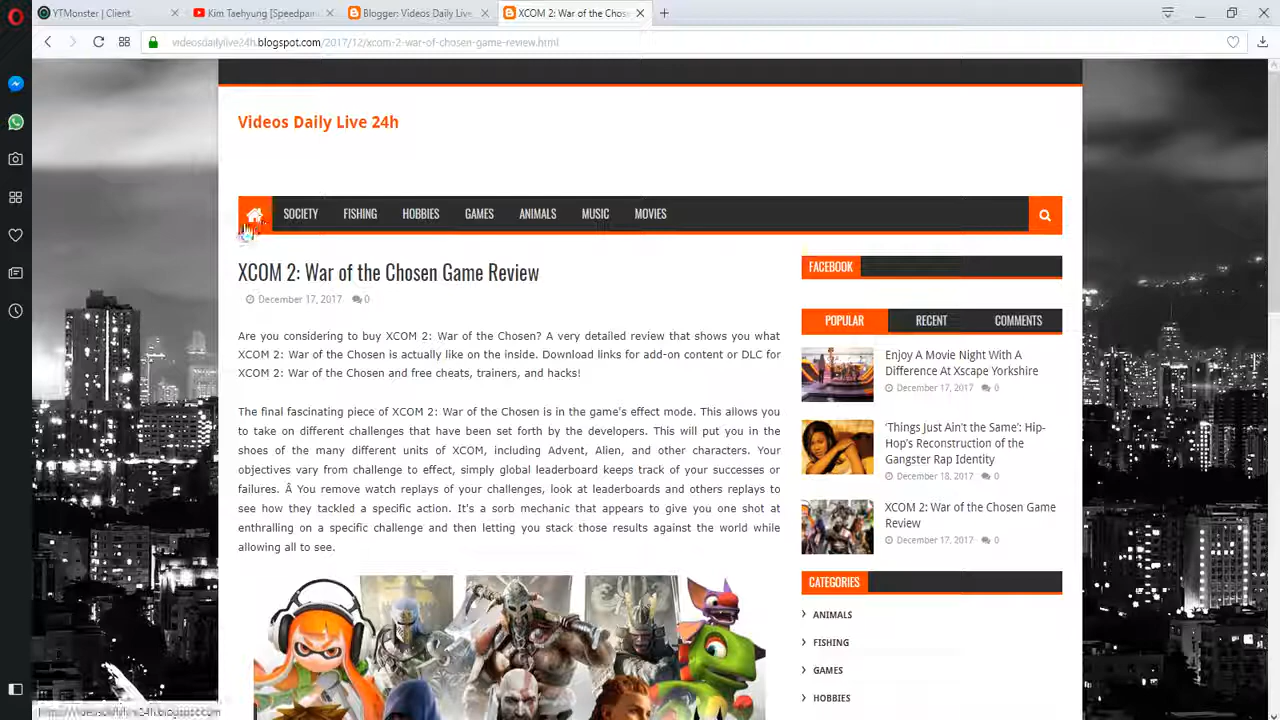 YTMonster | Client
Kim Taehyung [Speedpain
Blogger: Videos Daily Live
XCOM 2: War of the Chos
videosdailylive24h.blogspot.com/2017/12/xcom-2-war-of-chosen-game-review.html
Videos Daily Live 24h
SOCIETY FISHING HOBBIES GAMES ANIMALS MUSIC MOVIES
XCOM 2: War of the Chosen Game Review
December 17, 2017 0
Are you considering to buy XCOM 2: War of the Chosen? A very detailed review that shows you what
XCOM 2: War of the Chosen is actually like on the inside. Download links for add-on content or DLC for
XCOM 2: War of the Chosen and free cheats, trainers, and hacks!
The final fascinating piece of XCOM 2: War of the Chosen is in the game's effect mode. This allows you
to take on different challenges that have been set forth by the developers. This will put you in the
shoes of the many different units of XCOM, including Advent, Alien, and other characters. Your
objectives vary from challenge to effect, simply global leaderboard keeps track of your successes or
failures. Â You remove watch replays of your challenges, look at leaderboards and others replays to
see how they tackled a specific action. It's a sorb mechanic that appears to give you one shot at
enthralling on a specific challenge and then letting you stack those results against the world while
allowing all to see.
FACEBOOK
POPULAR RECENT COMMENTS
Enjoy A Movie Night With A
Difference At Xscape Yorkshire
December 17, 2017 0
'Things Just Ain't the Same': Hip-
Hop's Reconstruction of the
Gangster Rap Identity
December 18, 2017 0
XCOM 2: War of the Chosen Game
Review
December 17, 2017 0
CATEGORIES
ANIMALS
FISHING
GAMES
HOBBIES